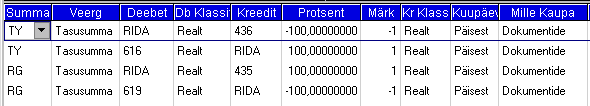 Summa Veerg Deebet Db Klassif Kreedit Protsent Märk Kr Klass Kuupäev Mille Kaupa
TY Tasusumma RIDA Realt 436 -100,00000000 -1 Realt Päisest Dokumentide
TY Tasusumma 616 Realt RIDA 100,00000000 1 Realt Päisest Dokumentide
RG Tasusumma RIDA Realt 435 100,00000000 1 Realt Päisest Dokumentide
RG Tasusumma 619 Realt RIDA -100,00000000 -1 Realt Päisest Dokumentide